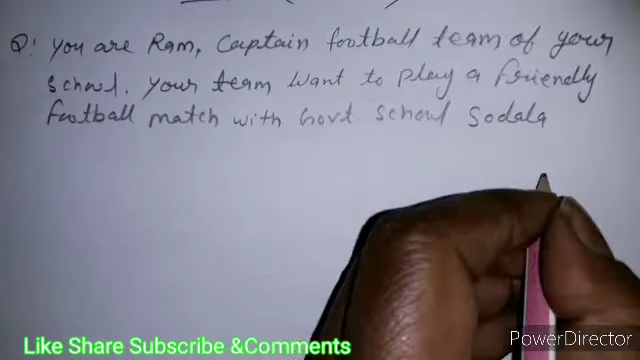 Q: You are Ram, Captain football team of your
school. Your team want to play a friendly
football match with Govt. school Sodala
Like Share Subscribe &Comments
PowerDirector